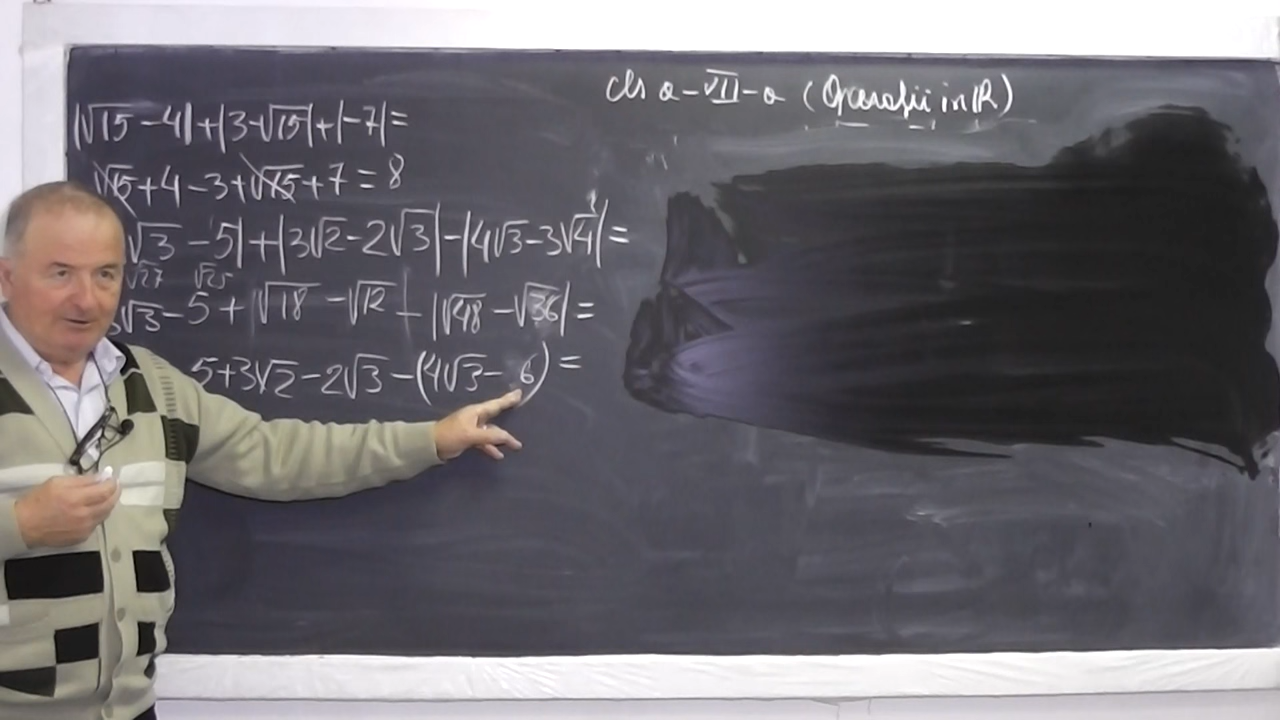 cls a-VII-a (Operații in ℝ)
|√15 - 4| + |3 - √15| + |-7| =
√15 + 4 - 3 + √15 + 7 = 8
√3 - 5| + |3√2 - 2√3| - |4√3 - 3√4| =
√27 √25
√3 - 5 + |√18 - √12| - |√48 - √36| =
5 + 3√2 - 2√3 - (4√3 - 6) =